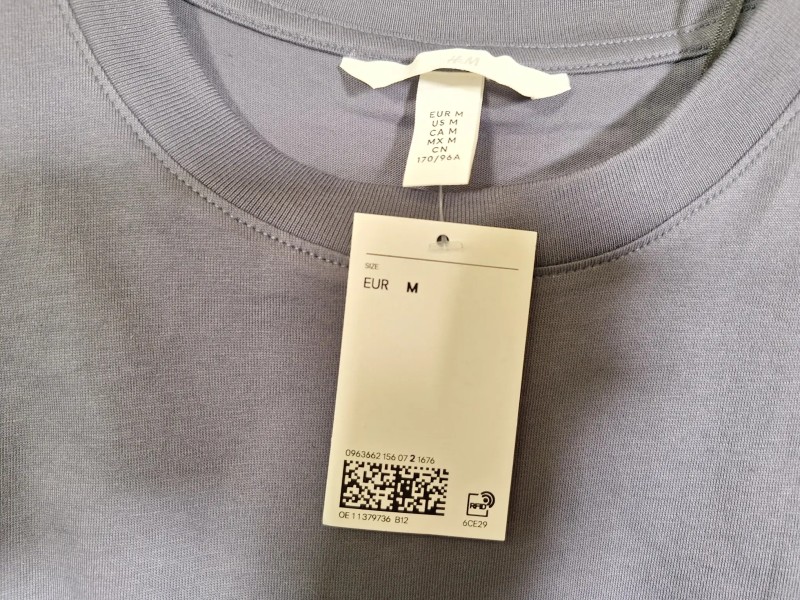 H&M
EUR M
US M
CA M
MX M
CN
170/96A
SIZE
EUR M
0963662 156 07 2 1676
OE 11379736 B12
RFID
6CE29